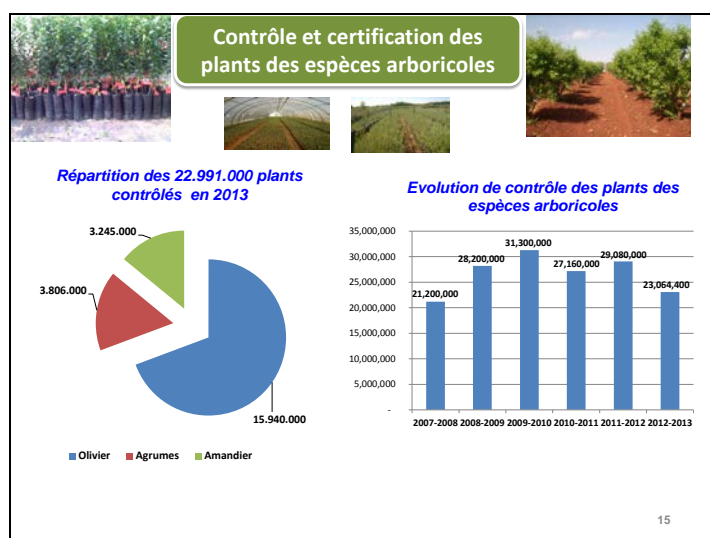 Contrôle et certification des
plants des espèces arboricoles
Répartition des 22.991.000 plants
contrôlés en 2013
3.245.000
3.806.000
15.940.000
Olivier Agrumes Amandier
Evolution de contrôle des plants des
espèces arboricoles
35,000,000
30,000,000
25,000,000
20,000,000
15,000,000
10,000,000
5,000,000
-
21,200,000
28,200,000
31,300,000
27,160,000
29,080,000
23,064,400
2007-2008 2008-2009 2009-2010 2010-2011 2011-2012 2012-2013
15